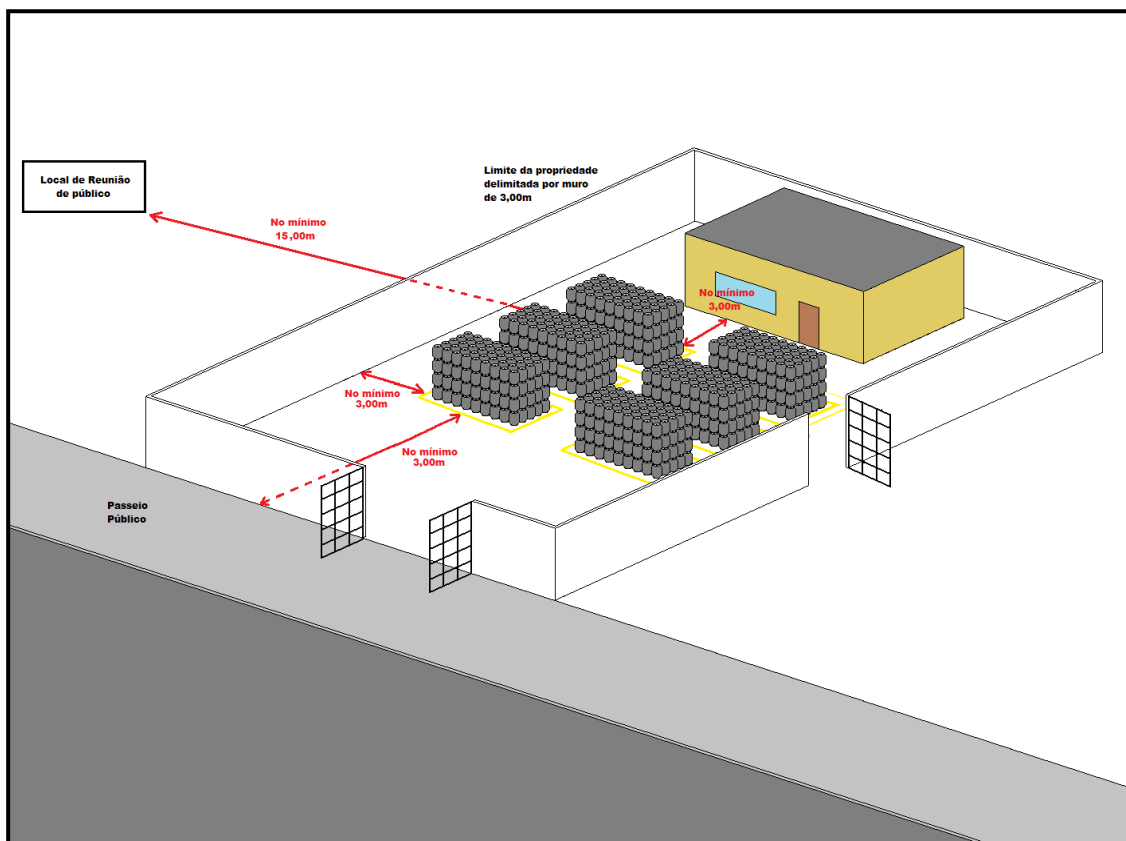 Local de Reunião
de público
Limite da propriedade
delimitada por muro
de 3,00m
No mínimo
15,00m
No mínimo
3,00m
No mínimo
3,00m
No mínimo
3,00m
Passeio
Público